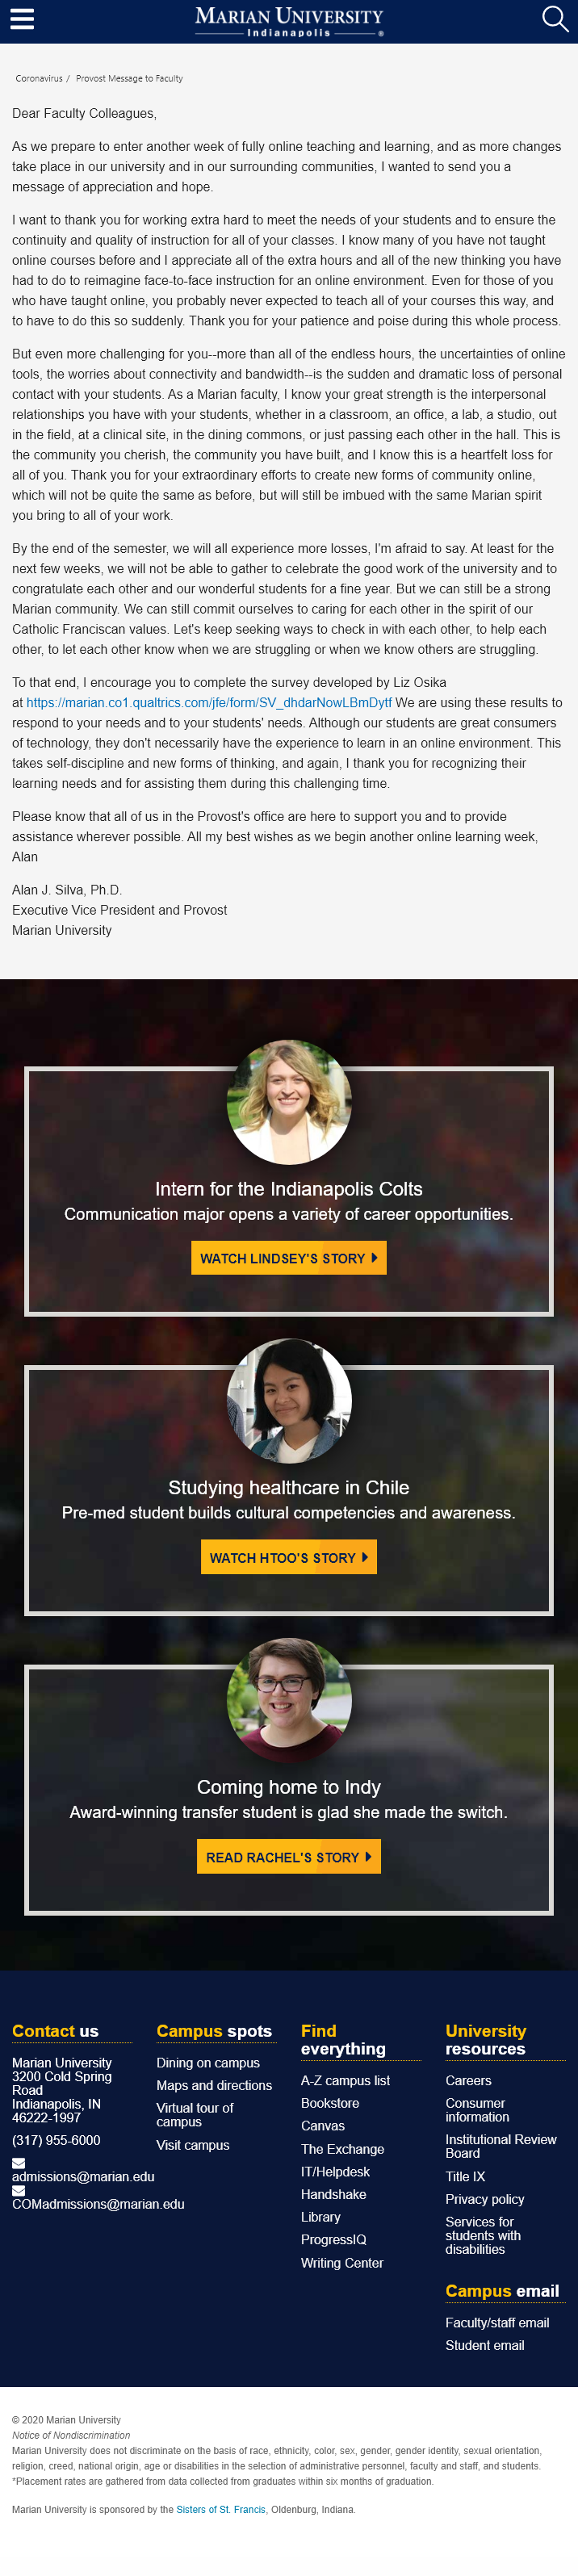 MARIAN UNIVERSITY
Indianapolis
Coronavirus / Provost Message to Faculty
Dear Faculty Colleagues,
As we prepare to enter another week of fully online teaching and learning, and as more changes
take place in our university and in our surrounding communities, I wanted to send you a
message of appreciation and hope.
I want to thank you for working extra hard to meet the needs of your students and to ensure the
continuity and quality of instruction for all of your classes. I know many of you have not taught
online courses before and I appreciate all of the extra hours and all of the new thinking you have
had to do to reimagine face-to-face instruction for an online environment. Even for those of you
who have taught online, you probably never expected to teach all of your courses this way, and
to have to do this so suddenly. Thank you for your patience and poise during this whole process.
But even more challenging for you--more than all of the endless hours, the uncertainties of online
tools, the worries about connectivity and bandwidth--is the sudden and dramatic loss of personal
contact with your students. As a Marian faculty, I know your great strength is the interpersonal
relationships you have with your students, whether in a classroom, an office, a lab, a studio, out
in the field, at a clinical site, in the dining commons, or just passing each other in the hall. This is
the community you cherish, the community you have built, and I know this is a heartfelt loss for
all of you. Thank you for your extraordinary efforts to create new forms of community online,
which will not be quite the same as before, but will still be imbued with the same Marian spirit
you bring to all of your work.
By the end of the semester, we will all experience more losses, I'm afraid to say. At least for the
next few weeks, we will not be able to gather to celebrate the good work of the university and to
congratulate each other and our wonderful students for a fine year. But we can still be a strong
Marian community. We can still commit ourselves to caring for each other in the spirit of our
Catholic Franciscan values. Let's keep seeking ways to check in with each other, to help each
other, to let each other know when we are struggling or when we know others are struggling.
To that end, I encourage you to complete the survey developed by Liz Osika
at https://marian.co1.qualtrics.com/jfe/form/SV_dhdarNowLBmDytf We are using these results to
respond to your needs and to your students' needs. Although our students are great consumers
of technology, they don't necessarily have the experience to learn in an online environment. This
takes self-discipline and new forms of thinking, and again, I thank you for recognizing their
learning needs and for assisting them during this challenging time.
Please know that all of us in the Provost's office are here to support you and to provide
assistance wherever possible. All my best wishes as we begin another online learning week,
Alan
Alan J. Silva, Ph.D.
Executive Vice President and Provost
Marian University
Intern for the Indianapolis Colts
Communication major opens a variety of career opportunities.
WATCH LINDSEY'S STORY
Studying healthcare in Chile
Pre-med student builds cultural competencies and awareness.
WATCH HTOO'S STORY
Coming home to Indy
Award-winning transfer student is glad she made the switch.
READ RACHEL'S STORY
Contact us
Marian University
3200 Cold Spring
Road
Indianapolis, IN
46222-1997
(317) 955-6000
admissions@marian.edu
COMadmissions@marian.edu
Campus spots
Dining on campus
Maps and directions
Virtual tour of
campus
Visit campus
Find
everything
A-Z campus list
Bookstore
Canvas
The Exchange
IT/Helpdesk
Handshake
Library
ProgressIQ
Writing Center
University
resources
Careers
Consumer
information
Institutional Review
Board
Title IX
Privacy policy
Services for
students with
disabilities
Campus email
Faculty/staff email
Student email
© 2020 Marian University
Notice of Nondiscrimination
Marian University does not discriminate on the basis of race, ethnicity, color, sex, gender, gender identity, sexual orientation,
religion, creed, national origin, age or disabilities in the selection of administrative personnel, faculty and staff, and students.
*Placement rates are gathered from data collected from graduates within six months of graduation.
Marian University is sponsored by the Sisters of St. Francis, Oldenburg, Indiana.